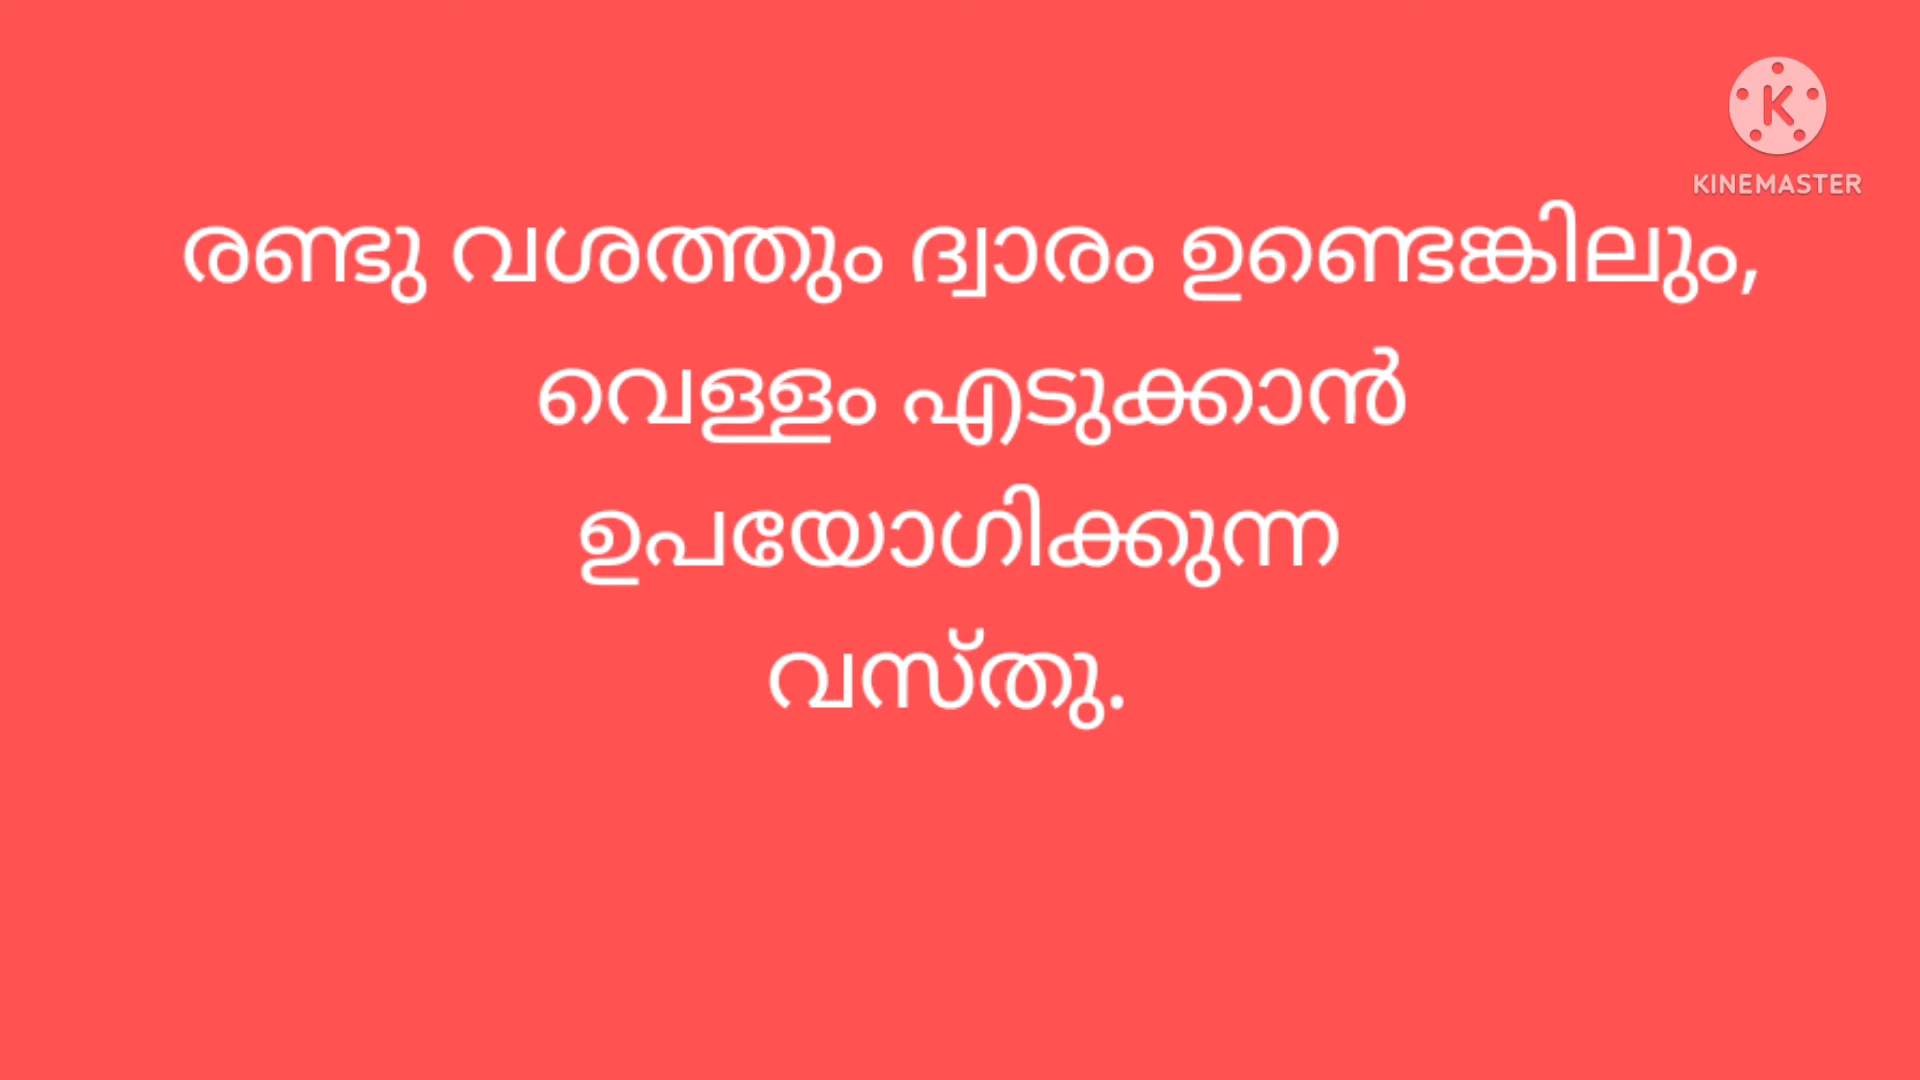 KINEMASTER
രണ്ടു വശത്തും ദ്വാരം ഉണ്ടെങ്കിലും,
വെള്ളം എടുക്കാൻ
ഉപയോഗിക്കുന്ന
വസ്തു.